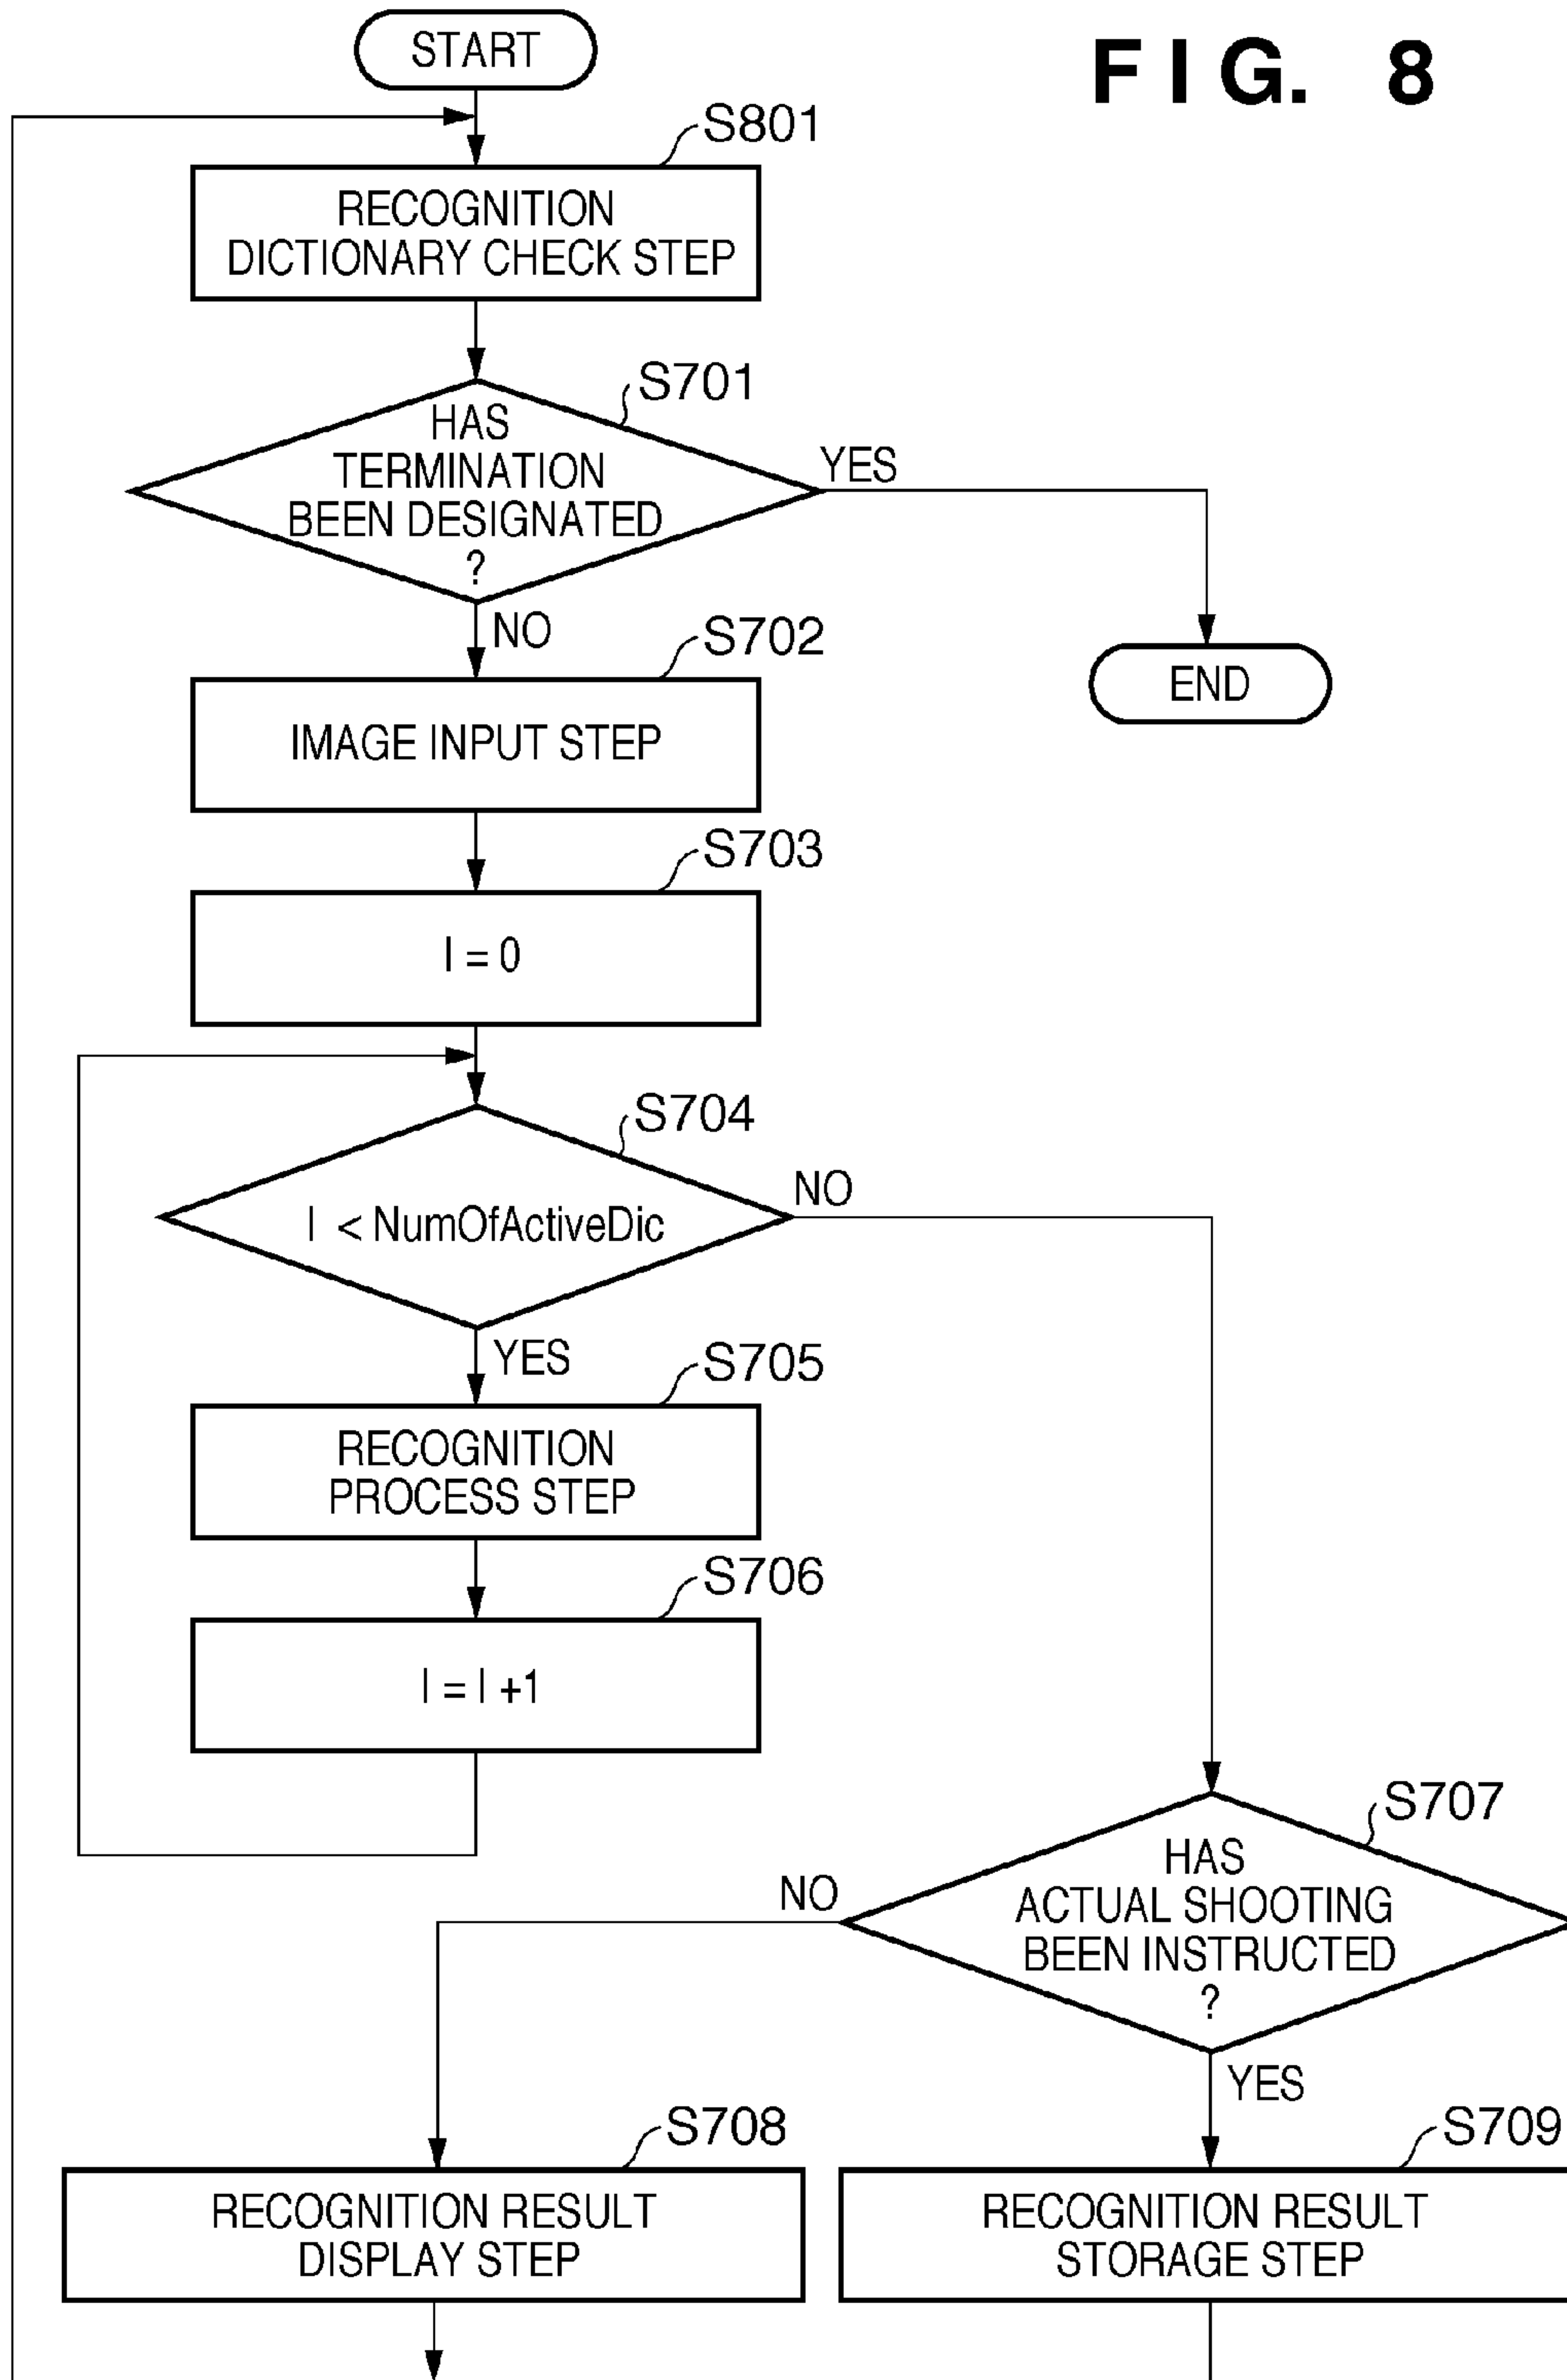 FIG. 8
START
S801
RECOGNITION
DICTIONARY CHECK STEP
S701
HAS
TERMINATION
BEEN DESIGNATED
?
YES
NO
END
S702
IMAGE INPUT STEP
S703
I = 0
S704
I < NumOfActiveDic
NO
YES
S705
RECOGNITION
PROCESS STEP
S706
I = I +1
S707
HAS
ACTUAL SHOOTING
BEEN INSTRUCTED
?
NO
YES
S708
RECOGNITION RESULT
DISPLAY STEP
S709
RECOGNITION RESULT
STORAGE STEP